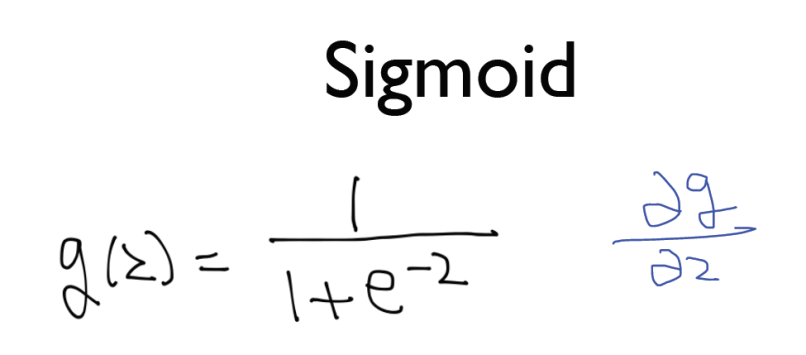 Sigmoid
g(z) = 1 / (1 + e^-z)    ∂g / ∂z